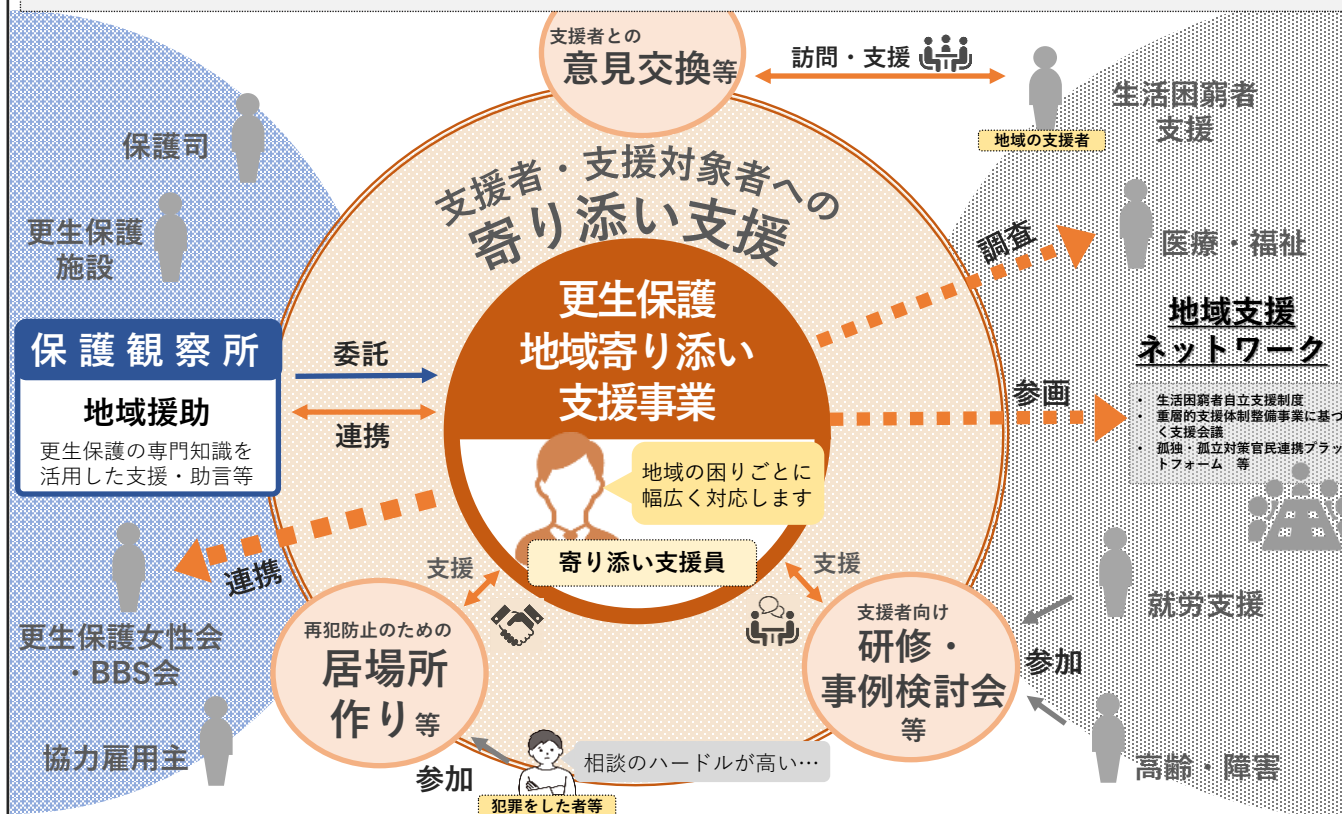 支援者との
意見交換等
訪問・支援
地域の支援者
生活困窮者
支援
保護司
更生保護
施設
支援者・支援対象者への
寄り添い支援
調査
医療・福祉
更生保護
地域寄り添い
支援事業
地域支援
ネットワーク
保護観察所
地域援助
更生保護の専門知識を
活用した支援・助言等
委託
連携
参画
・ 生活困窮者自立支援制度
・ 重層的支援体制整備事業に基づ
く支援会議
・ 孤独・孤立対策官民連携プラッ
トフォーム 等
地域の困りごとに
幅広く対応します
寄り添い支援員
連携
支援
支援
更生保護女性会
・BBS会
再犯防止のための
居場所
作り等
支援者向け
研修・
事例検討会
等
就労支援
参加
協力雇用主
参加
相談のハードルが高い…
犯罪をした者等
高齢・障害